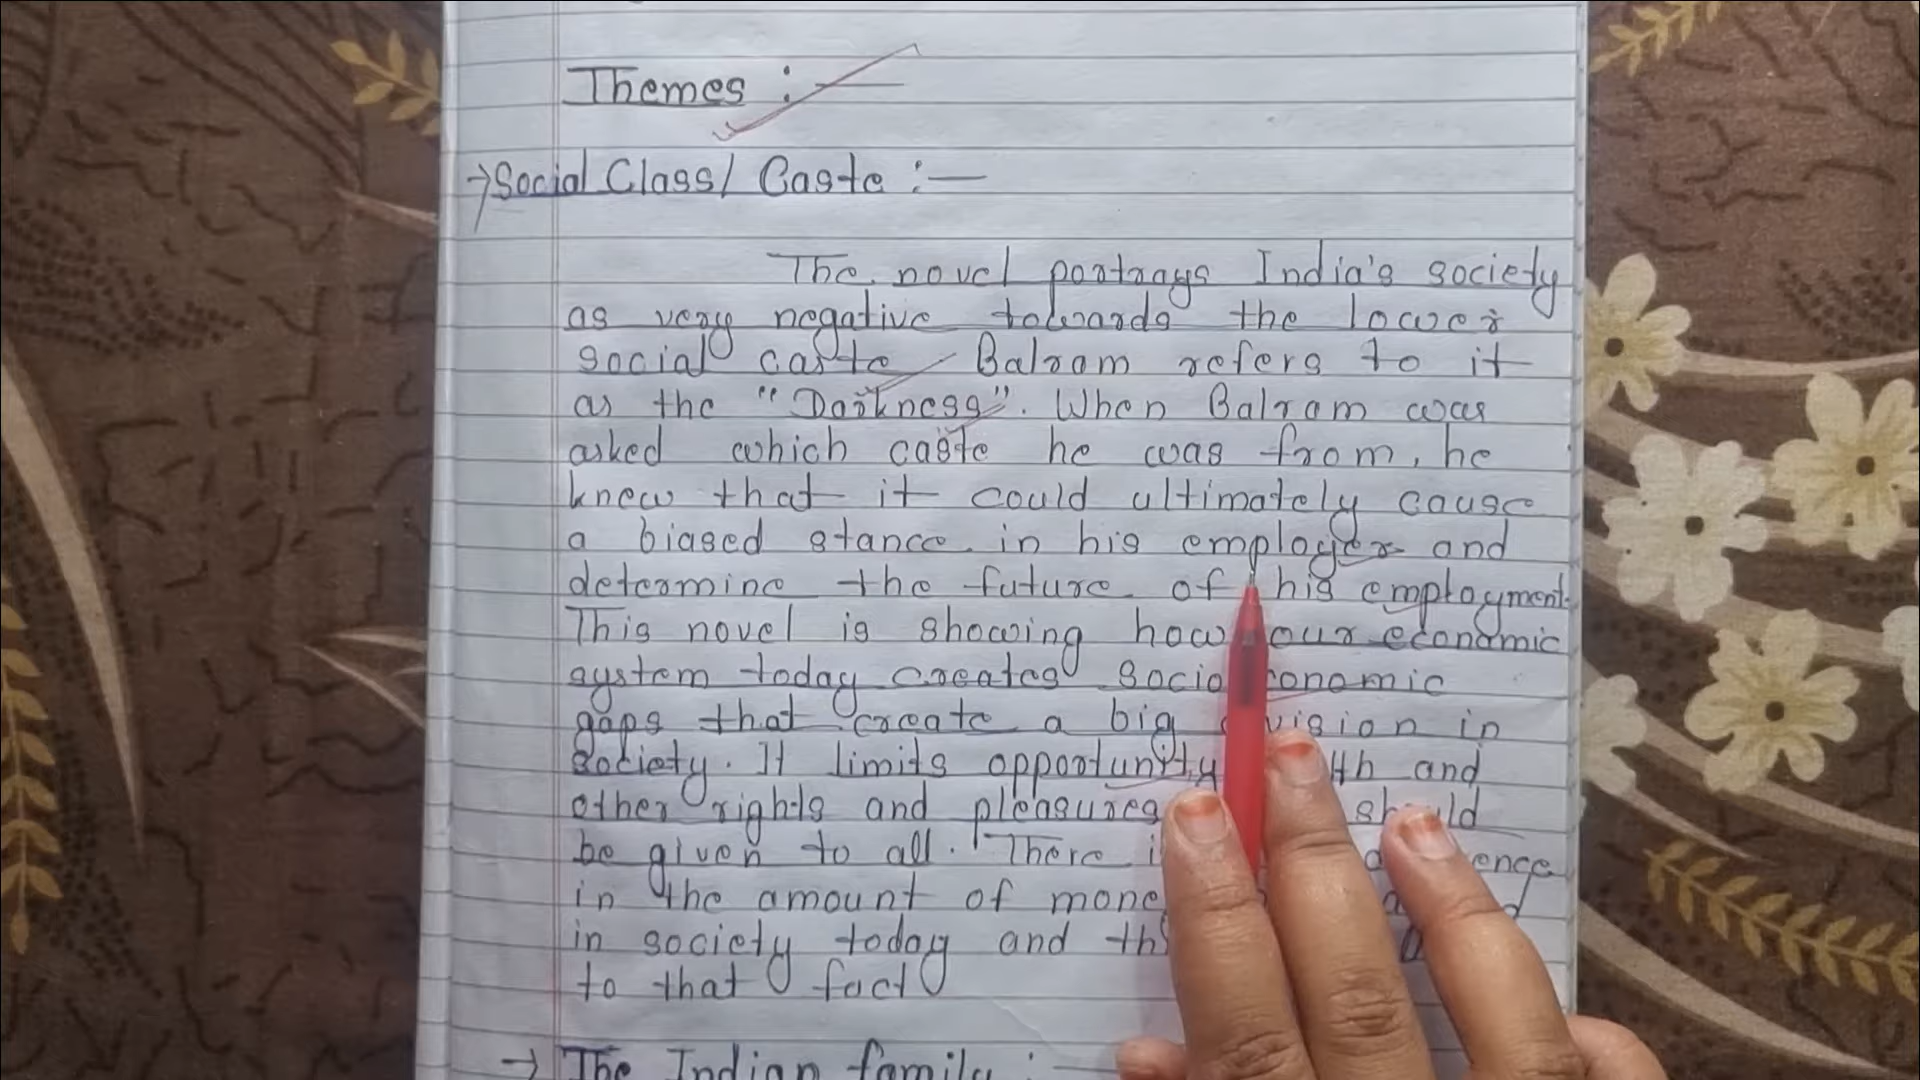 Themes :—
→Social Class/ Caste :—
The novel portrays India's society
as very negative towards the lower
social caste Balram refers to it
as the "Darkness". When Balram was
asked which caste he was from, he
knew that it could ultimately cause
a biased stance in his employer and
determine the future of his employment.
This novel is showing how our economic
system today creates
gaps that create a big in
society. It limits opportunity and
other rights and pleasures should
be given to all. There
in the amount of
in society today and
to that fact
→ The Indian family :—